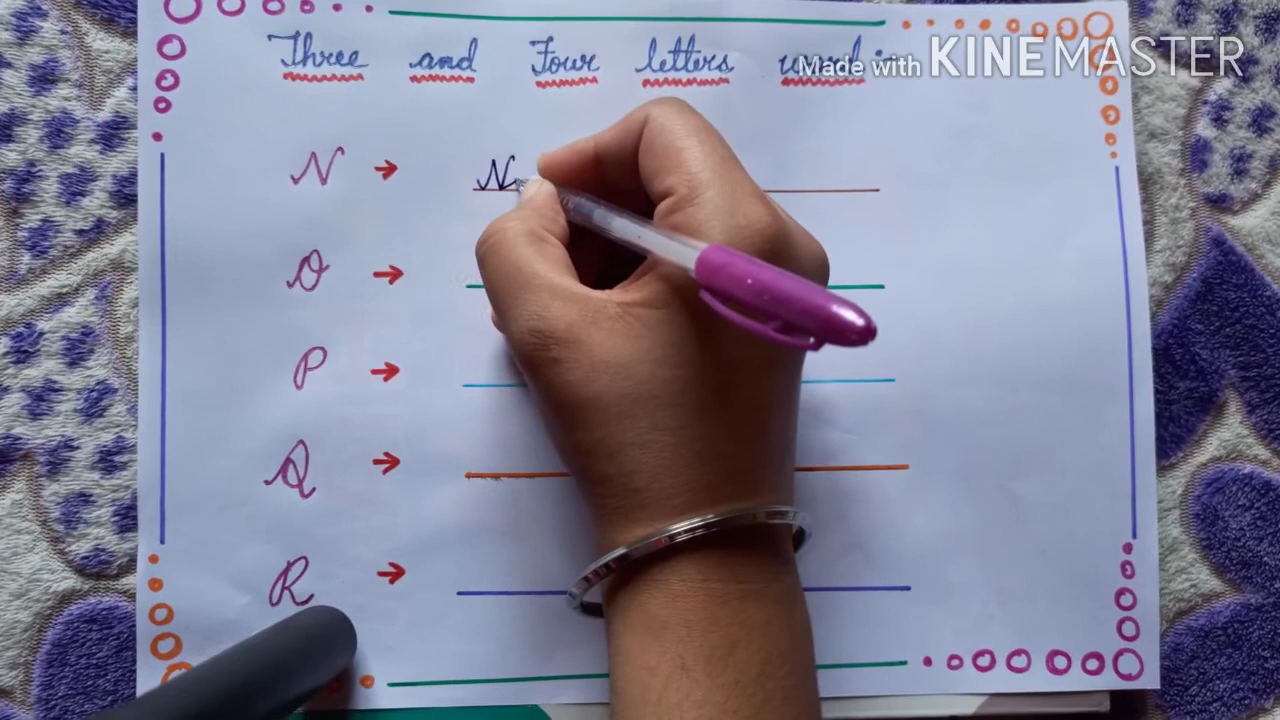 Three and Four letters
Made with KINEMASTER
N → N
O →
P →
Q →
R →